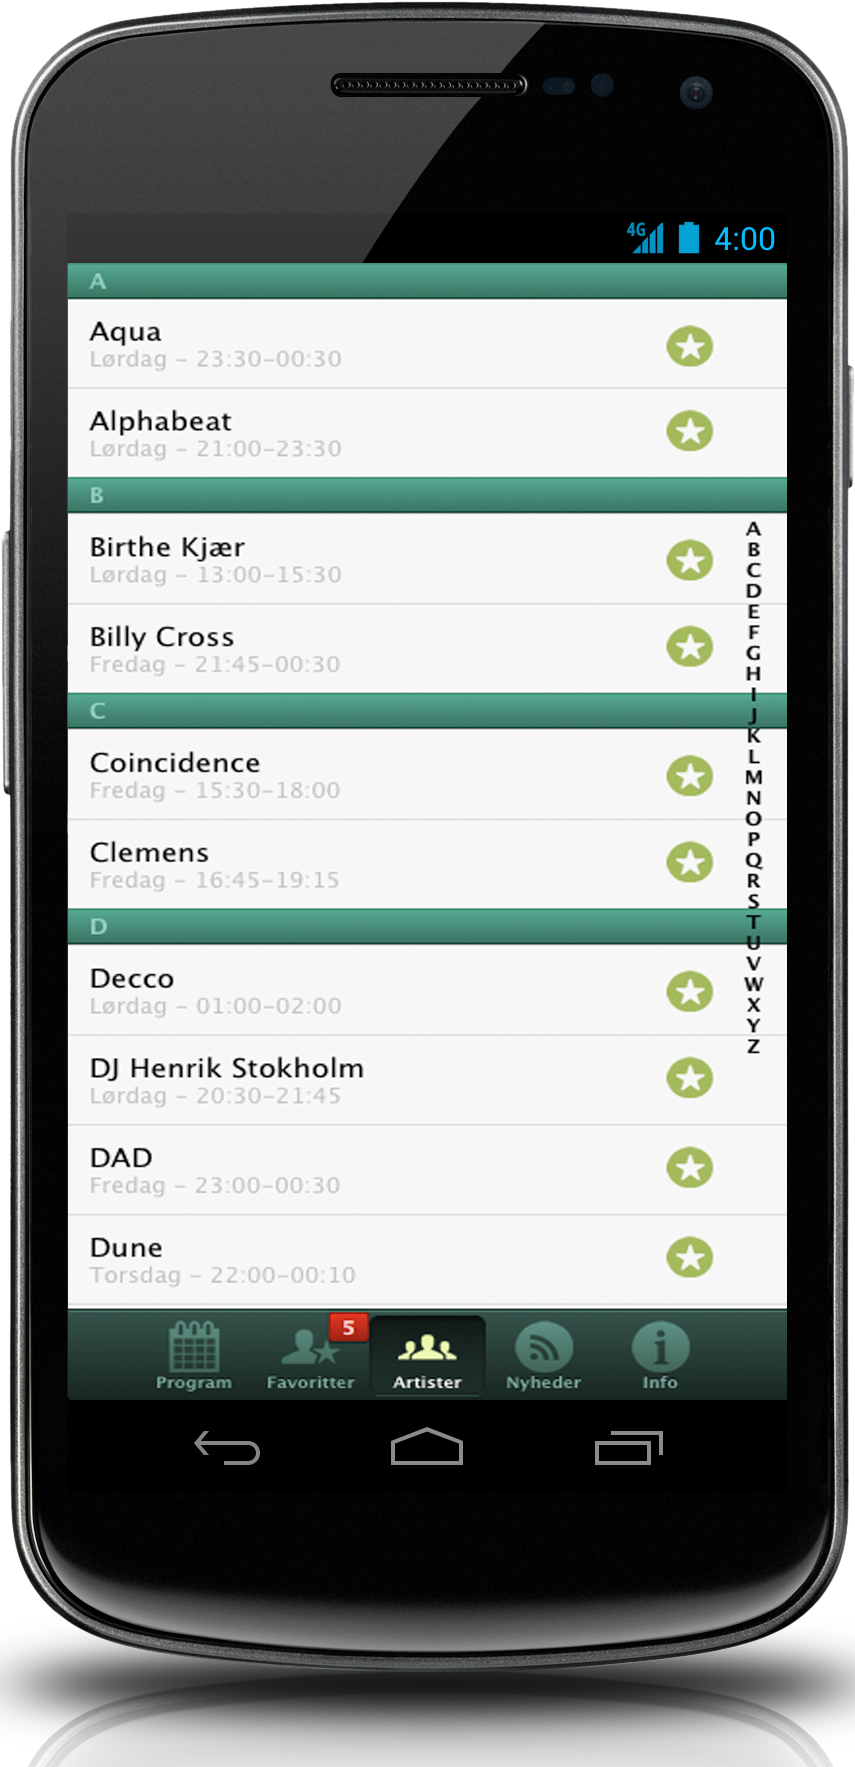 4G 4:00
A
Aqua
Lørdag – 23:30–00:30
Alphabeat
Lørdag – 21:00–23:30
B
Birthe Kjær
Lørdag – 13:00–15:30
Billy Cross
Fredag – 21:45–00:30
C
Coincidence
Fredag – 15:30–18:00
Clemens
Fredag – 16:45–19:15
D
Decco
Lørdag – 01:00–02:00
DJ Henrik Stokholm
Lørdag – 20:30–21:45
DAD
Fredag – 23:00–00:30
Dune
Torsdag – 22:00–00:10
A
B
C
D
E
F
G
H
I
J
K
L
M
N
O
P
Q
R
S
T
U
V
W
X
Y
Z
5
Program Favoritter Artister Nyheder Info